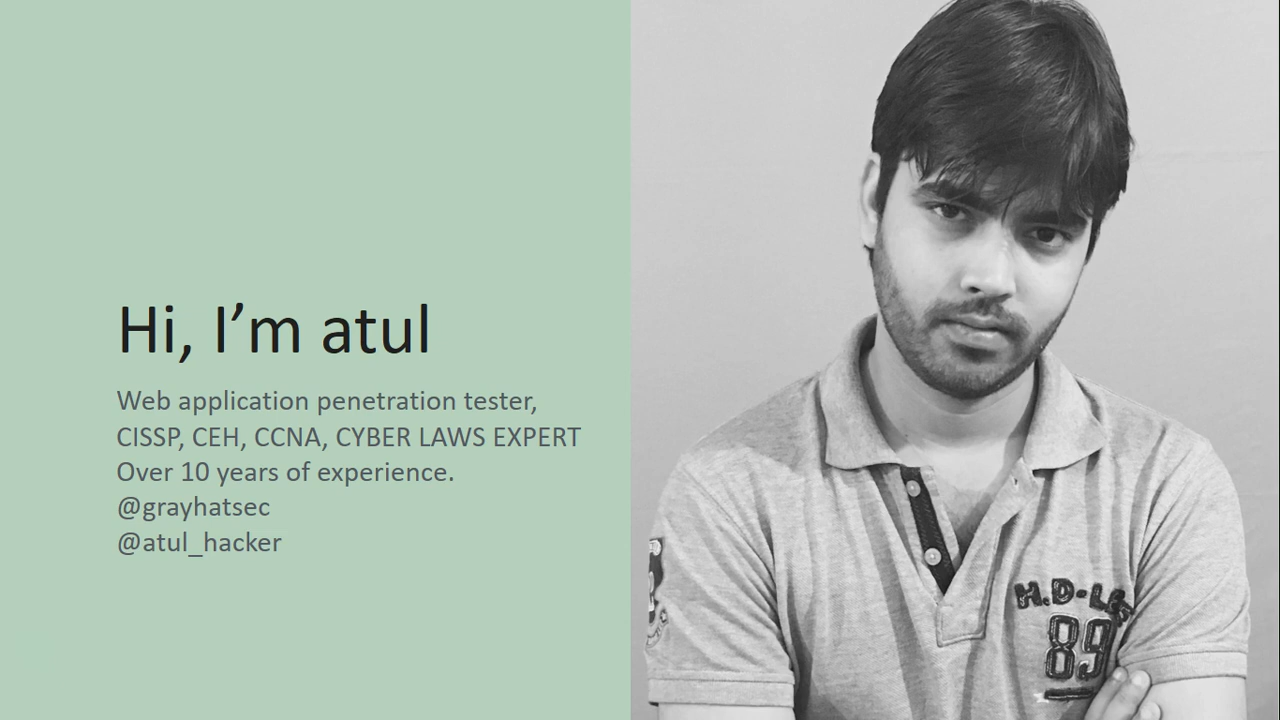 Hi, I’m atul
Web application penetration tester,
CISSP, CEH, CCNA, CYBER LAWS EXPERT
Over 10 years of experience.
@grayhatsec
@atul_hacker
89